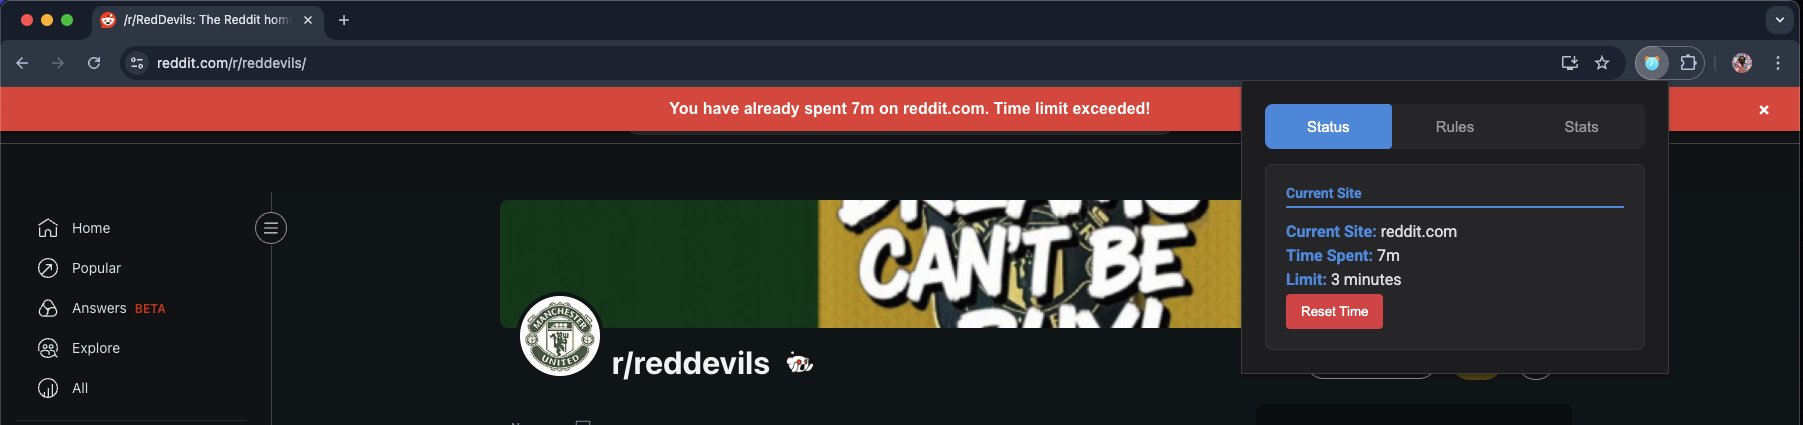 /r/RedDevils: The Reddit hom
reddit.com/r/reddevils/
You have already spent 7m on reddit.com. Time limit exceeded!
Status Rules Stats
Current Site
Current Site: reddit.com
Time Spent: 7m
Limit: 3 minutes
Reset Time
Home
Popular
Answers BETA
Explore
All
CAN'T BE
MANCHESTER
UNITED
r/reddevils